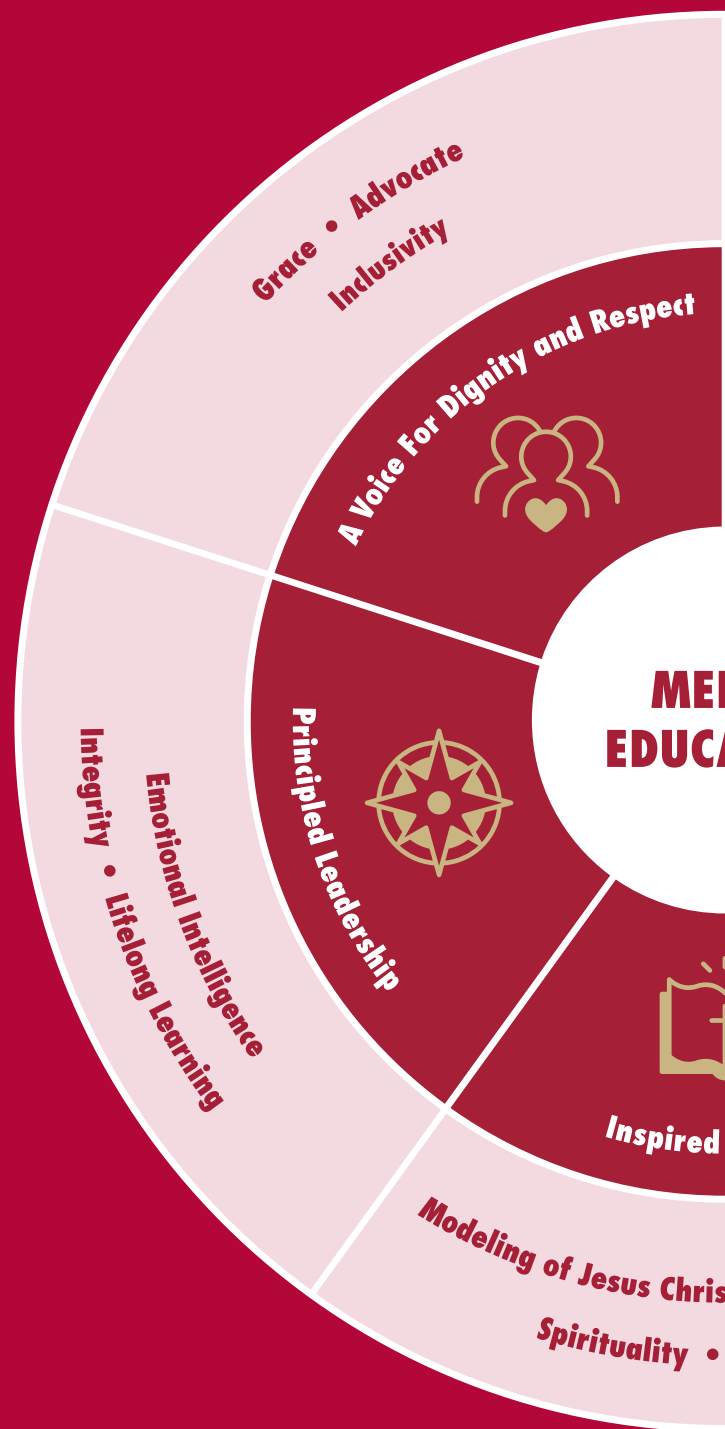 Grace • Advocate
Inclusivity
A Voice For Dignity and Respect
Principled Leadership
Emotional Intelligence
Integrity • Lifelong Learning
Inspired
Modeling of Jesus Chris
Spirituality •